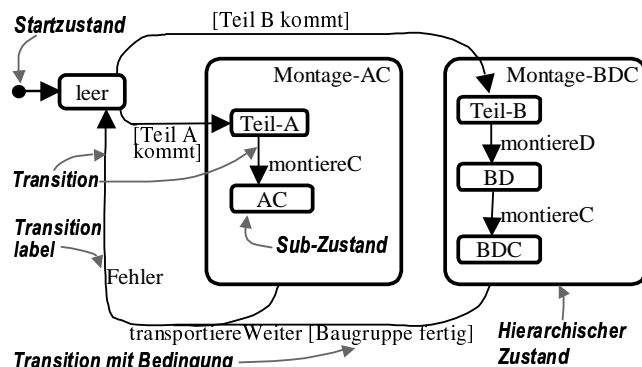 Startzustand
[Teil B kommt]
Montage-AC
Montage-BDC
leer
Teil-A
Teil-B
[Teil A
kommt]
montiereD
Transition
montiereC
BD
AC
montiereC
Transition
label
Sub-Zustand
BDC
Fehler
transportiereWeiter [Baugruppe fertig]
Hierarchischer
Zustand
Transition mit Bedingung